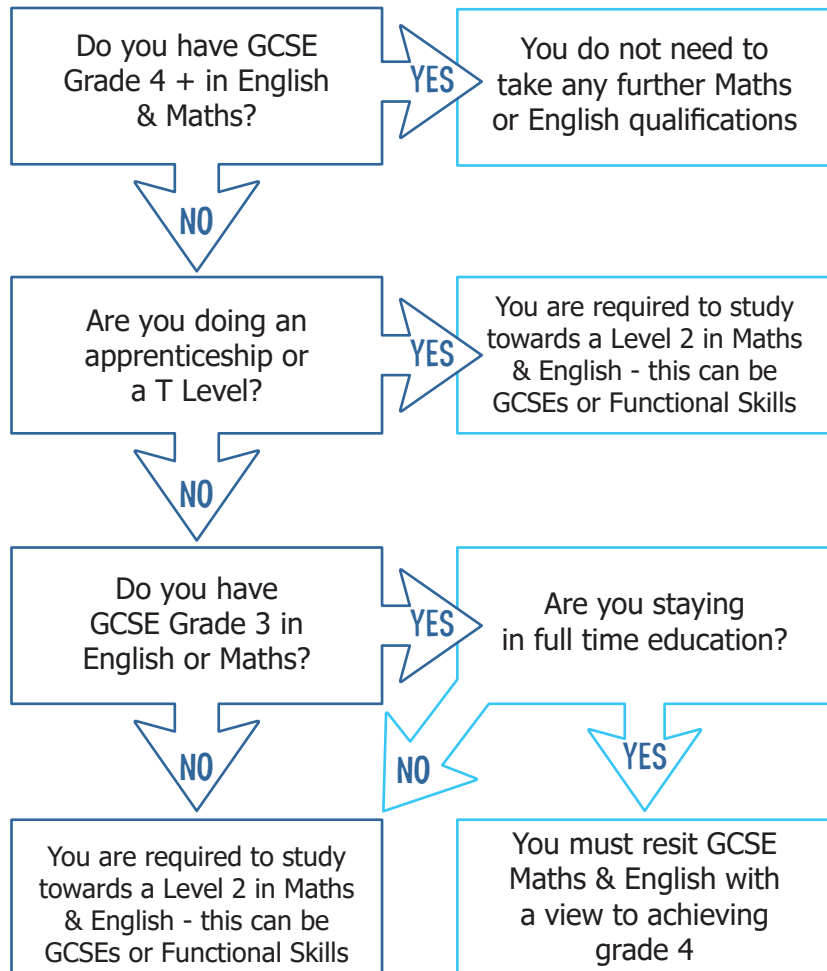 Do you have GCSE
Grade 4 + in English
& Maths?
YES
You do not need to
take any further Maths
or English qualifications
NO
Are you doing an
apprenticeship or
a T Level?
YES
You are required to study
towards a Level 2 in Maths
& English - this can be
GCSEs or Functional Skills
NO
Do you have
GCSE Grade 3 in
English or Maths?
YES
Are you staying
in full time education?
NO
NO
YES
You are required to study
towards a Level 2 in Maths
& English - this can be
GCSEs or Functional Skills
You must resit GCSE
Maths & English with
a view to achieving
grade 4